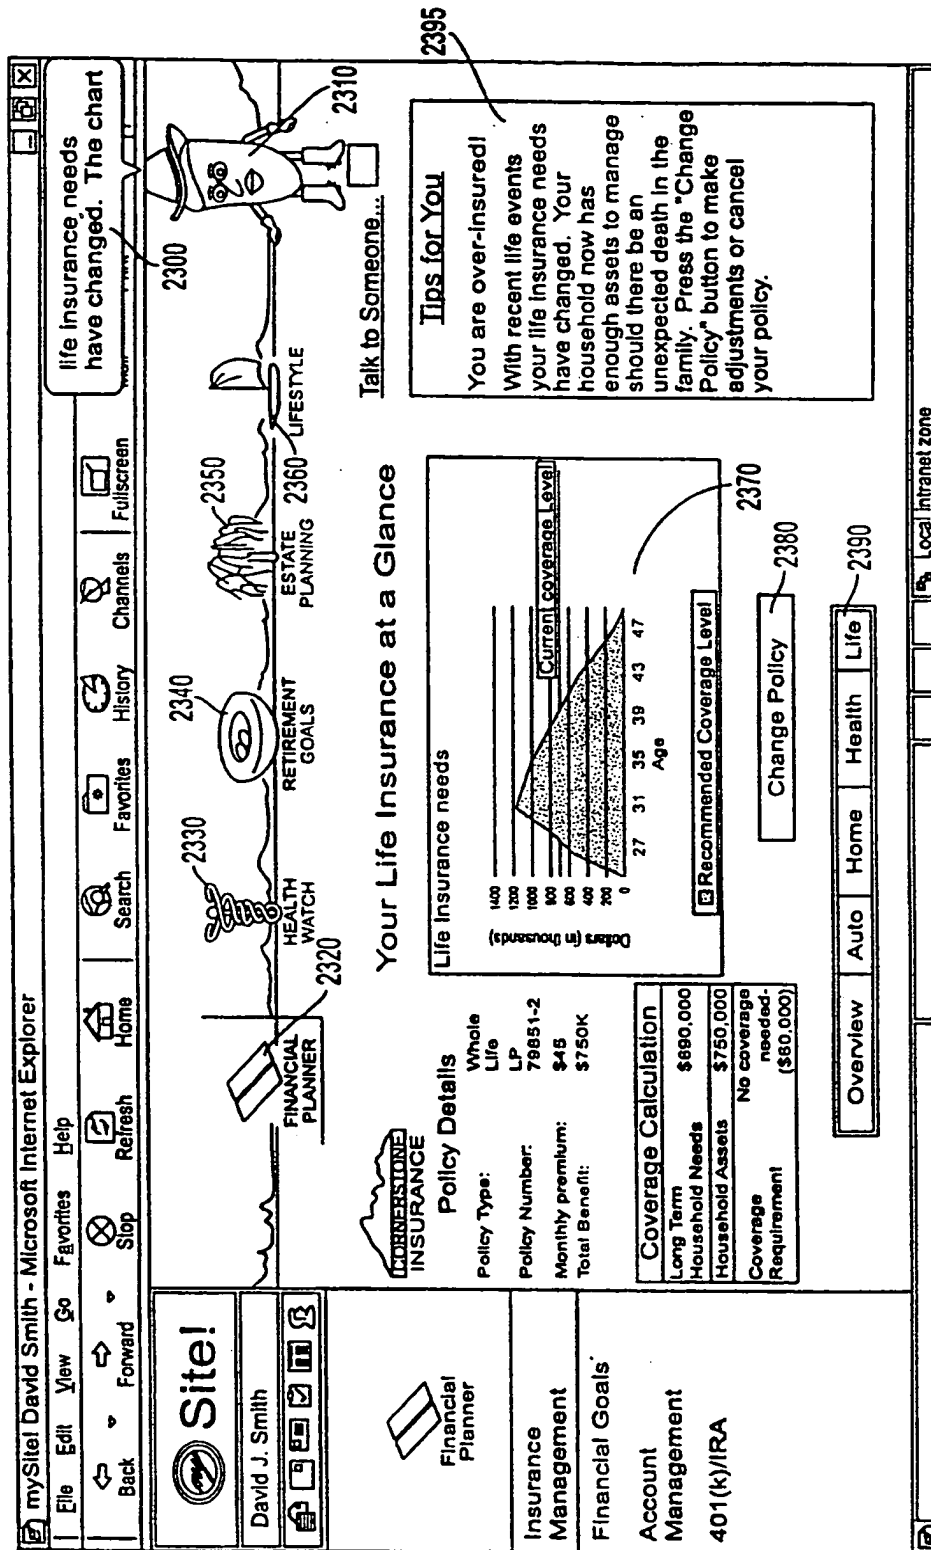 mySite! David Smith - Microsoft Internet Explorer
File Edit View Go Favorites Help
Back Forward Stop Refresh Home Search Favorites History Channels Fullscreen
life insurance needs
have changed. The chart
2300
my Site!
David J. Smith
2310
2320
2330
2340
2350
2360
FINANCIAL
PLANNER
HEALTH
WATCH
RETIREMENT
GOALS
ESTATE
PLANNING
LIFESTYLE
Talk to Someone...
Financial
Planner
Insurance
Management
Financial Goals
Account
Management
401(k)/IRA
CORNERSTONE
INSURANCE
Your Life Insurance at a Glance
Policy Details
Policy Type: Whole
Life
Policy Number: LP
79851-2
Monthly premium: $45
Total Benefit: $750K
Coverage Calculation
Long Term
Household Needs $690,000
Household Assets $750,000
Coverage
Requirement
No coverage
needed-
($60,000)
Life Insurance needs
Dollars (in thousands)
1400
1200
1000
800
600
400
200
0
27 31 35 39 43 47
Age
Current coverage Level
Recommended Coverage Level
2370
Change Policy
2380
Overview Auto Home Health Life
2390
Tips for You
2395
You are over-insured!
With recent life events
your life insurance needs
have changed. Your
household now has
enough assets to manage
should there be an
unexpected death in the
family. Press the "Change
Policy" button to make
adjustments or cancel
your policy.
Local intranet zone